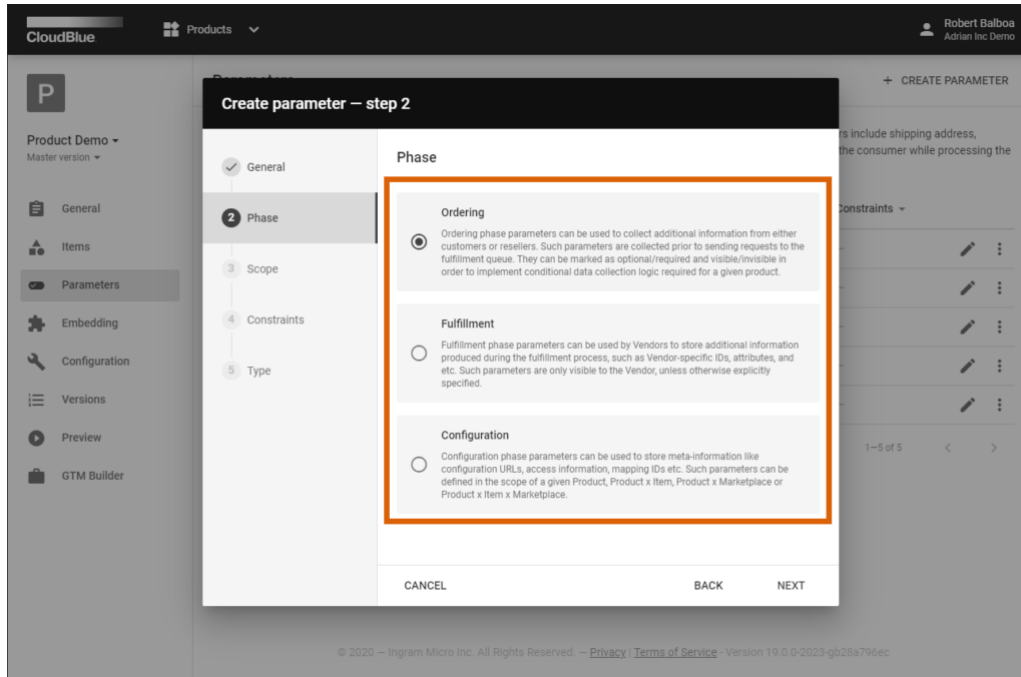 CloudBlue
Products
Robert Balboa
Adrian Inc Demo
P
Product Demo
Master version
General
Items
Parameters
Embedding
Configuration
Versions
Preview
GTM Builder
Parameters
+ CREATE PARAMETER
rs include shipping address,
the consumer while processing the
Constraints
1–5 of 5
Create parameter — step 2
General
2 Phase
3 Scope
4 Constraints
5 Type
Phase
Ordering
Ordering phase parameters can be used to collect additional information from either
customers or resellers. Such parameters are collected prior to sending requests to the
fulfillment queue. They can be marked as optional/required and visible/invisible in
order to implement conditional data collection logic required for a given product.
Fulfillment
Fulfillment phase parameters can be used by Vendors to store additional information
produced during the fulfillment process, such as Vendor-specific IDs, attributes, and
etc. Such parameters are only visible to the Vendor, unless otherwise explicitly
specified.
Configuration
Configuration phase parameters can be used to store meta-information like
configuration URLs, access information, mapping IDs etc. Such parameters can be
defined in the scope of a given Product, Product x Item, Product x Marketplace or
Product x Item x Marketplace.
CANCEL
BACK
NEXT
© 2020 — Ingram Micro Inc. All Rights Reserved. — Privacy | Terms of Service - Version 19.0.0-2023-gb28a796ec